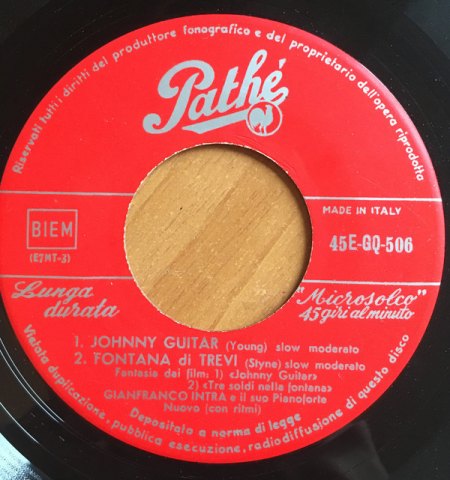 Riservati tutti i diritti del produttore fonografico e del proprietario dell'opera riprodotta
Pathé
MADE IN ITALY
BIEM
(E7MT-3)
45E-GQ-506
Lunga
durata
"Microsolco"
45 giri al minuto
1. JOHNNY GUITAR (Young) slow moderato
2. FONTANA di TREVI (Styne) slow moderato
Fantasia dai film: 1) «Johnny Guitar»
2) «Tre soldi nella fontana»
GIANFRANCO INTRA e il suo Pianoforte
Nuovo (con ritmi)
Depositato a norma di legge
Vietata duplicazione, pubblica esecuzione, radiodiffusione di questo disco